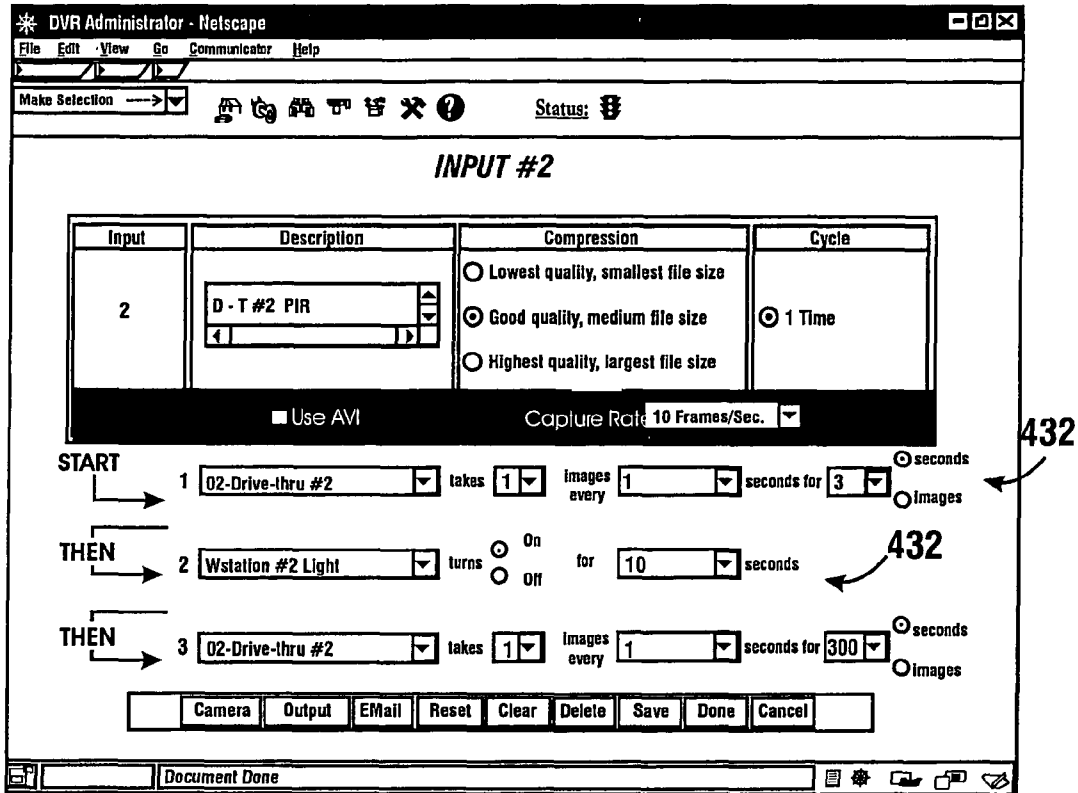 DVR Administrator - Netscape
File Edit View Go Communicator Help
Make Selection ---->
Status:
INPUT #2
Input Description Compression Cycle
2
D - T #2 PIR
Lowest quality, smallest file size
Good quality, medium file size
Highest quality, largest file size
1 Time
Use AVI Capture Rate 10 Frames/Sec.
432
START 1 02-Drive-thru #2 takes 1 images every 1 seconds for 3 seconds images
432
THEN 2 Wstation #2 Light turns On Off for 10 seconds
THEN 3 02-Drive-thru #2 takes 1 images every 1 seconds for 300 seconds images
Camera Output EMail Reset Clear Delete Save Done Cancel
Document Done